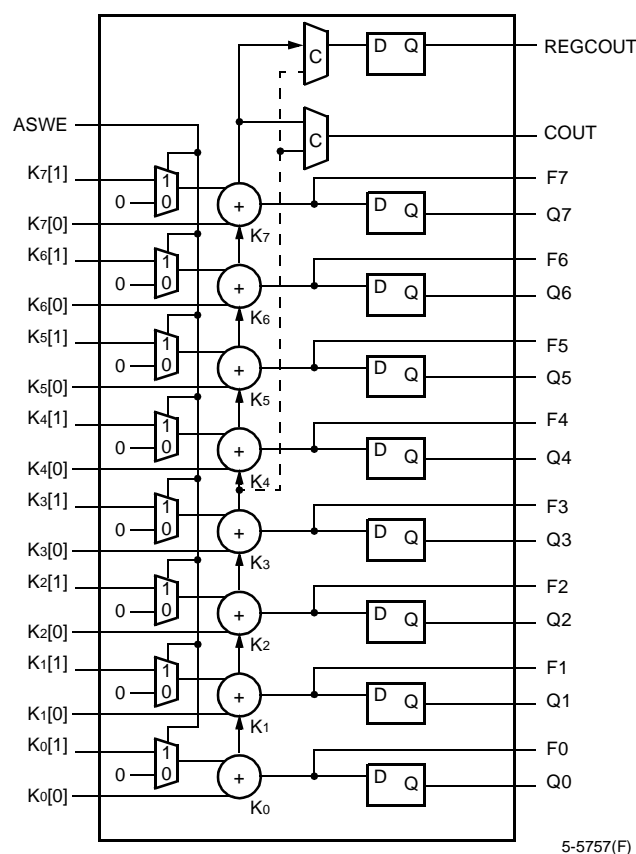 D Q REGCOUT
C
ASWE
C COUT
K7[1] 1 F7
0 0 + D Q Q7
K7[0] K7
K6[1] 1 F6
0 0 + D Q Q6
K6[0] K6
K5[1] 1 F5
0 0 + D Q Q5
K5[0] K5
K4[1] 1 F4
0 0 + D Q Q4
K4[0] K4
K3[1] 1 F3
0 0 + D Q Q3
K3[0] K3
K2[1] 1 F2
0 0 + D Q Q2
K2[0] K2
K1[1] 1 F1
0 0 + D Q Q1
K1[0] K1
K0[1] 1 F0
0 0 + D Q Q0
K0[0] K0
5-5757(F)